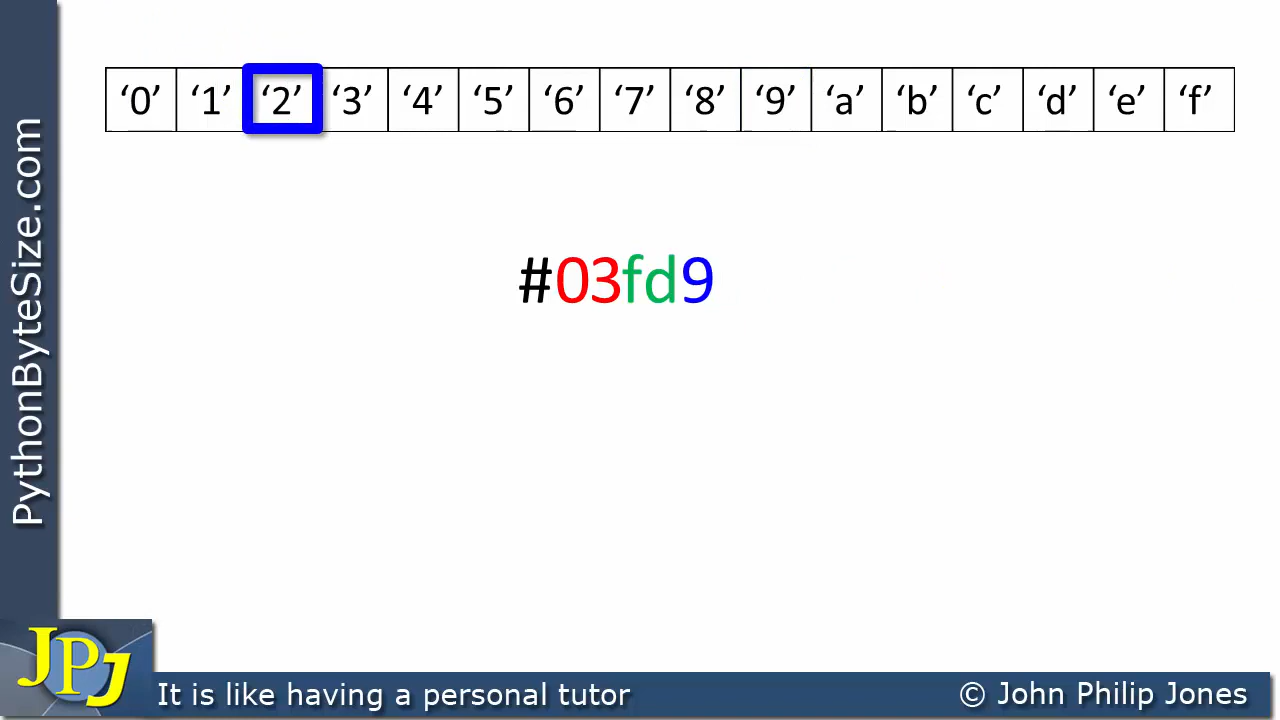 ‘0’ ‘1’ ‘2’ ‘3’ ‘4’ ‘5’ ‘6’ ‘7’ ‘8’ ‘9’ ‘a’ ‘b’ ‘c’ ‘d’ ‘e’ ‘f’
#03fd9
PythonByteSize.com
JPJ
It is like having a personal tutor
© John Philip Jones